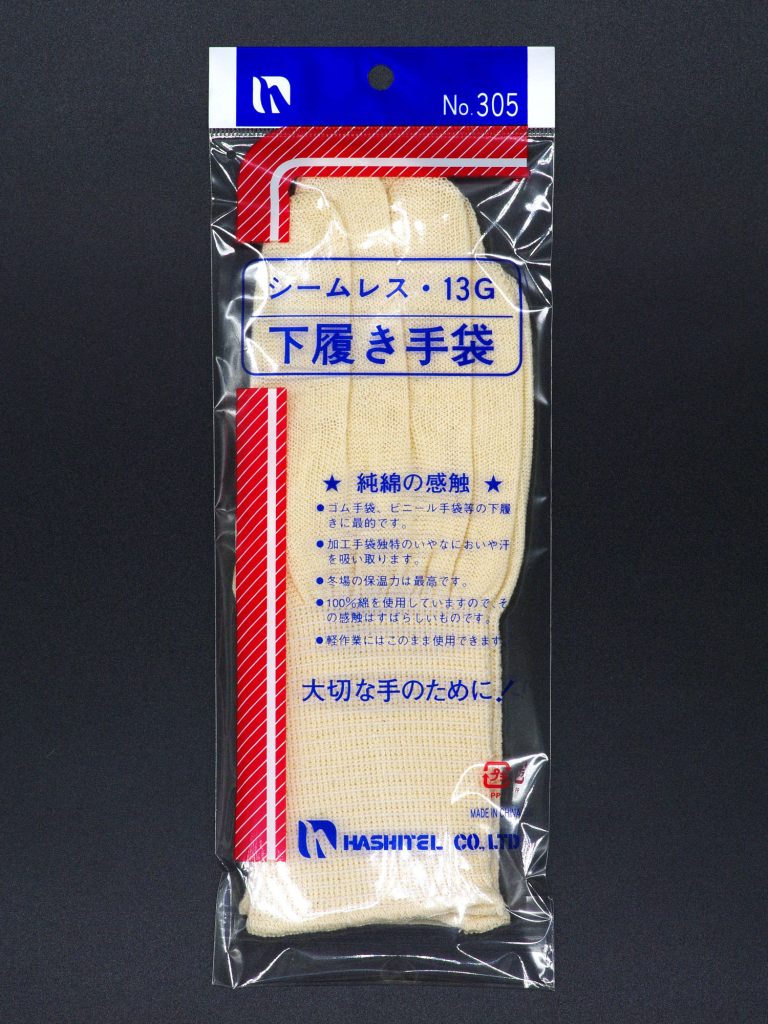 No.305
シームレス・13G
下履き手袋
★ 純綿の感触 ★
●ゴム手袋、ビニール手袋等の下履
きに最的です。
●加工手袋独特のいやなにおいや汗
を吸い取ります。
●冬場の保温力は最高です。
●100%綿を使用していますので、そ
の感触はすばらしいものです。
●軽作業にはこのまま使用できます
大切な手のために!
プラ
PP
MADE IN CHINA
HASHITEL CO.,LTD